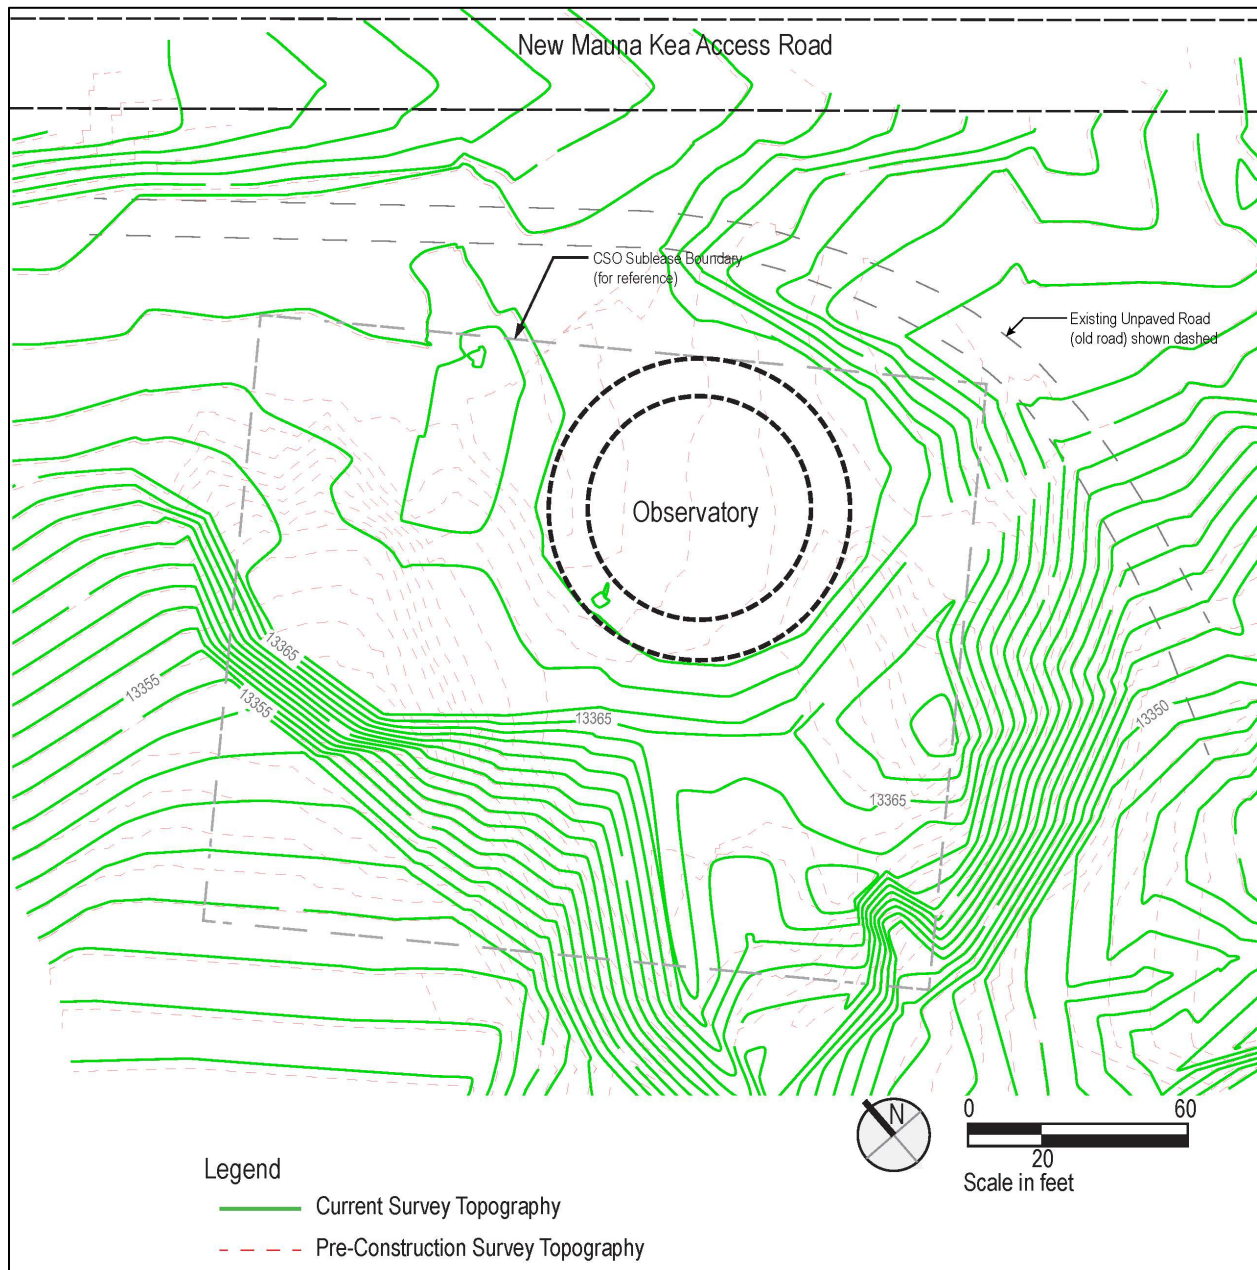 New Mauna Kea Access Road
CSO Sublease Boundary
(for reference)
Existing Unpaved Road
(old road) shown dashed
Observatory
13365
13355
13355
13365
13350
13365
N
0 60
20
Scale in feet
Legend
Current Survey Topography
Pre-Construction Survey Topography